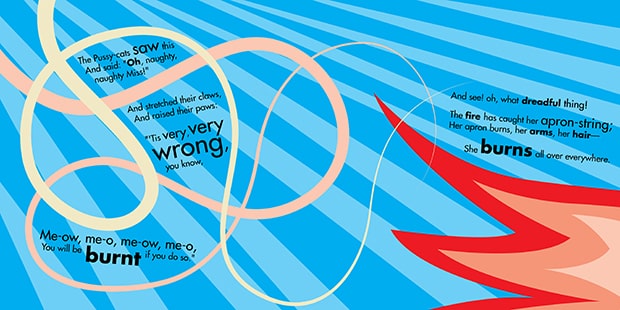 The Pussy-cats saw this
And said: "Oh, naughty,
naughty Miss!"
And stretched their claws,
And raised their paws:
"'Tis very, very
wrong,
you know,
Me-ow, me-o, me-ow, me-o,
You will be burnt if you do so."
And see! oh, what dreadful thing!
The fire has caught her apron-string;
Her apron burns, her arms, her hair—
She burns all over everywhere.